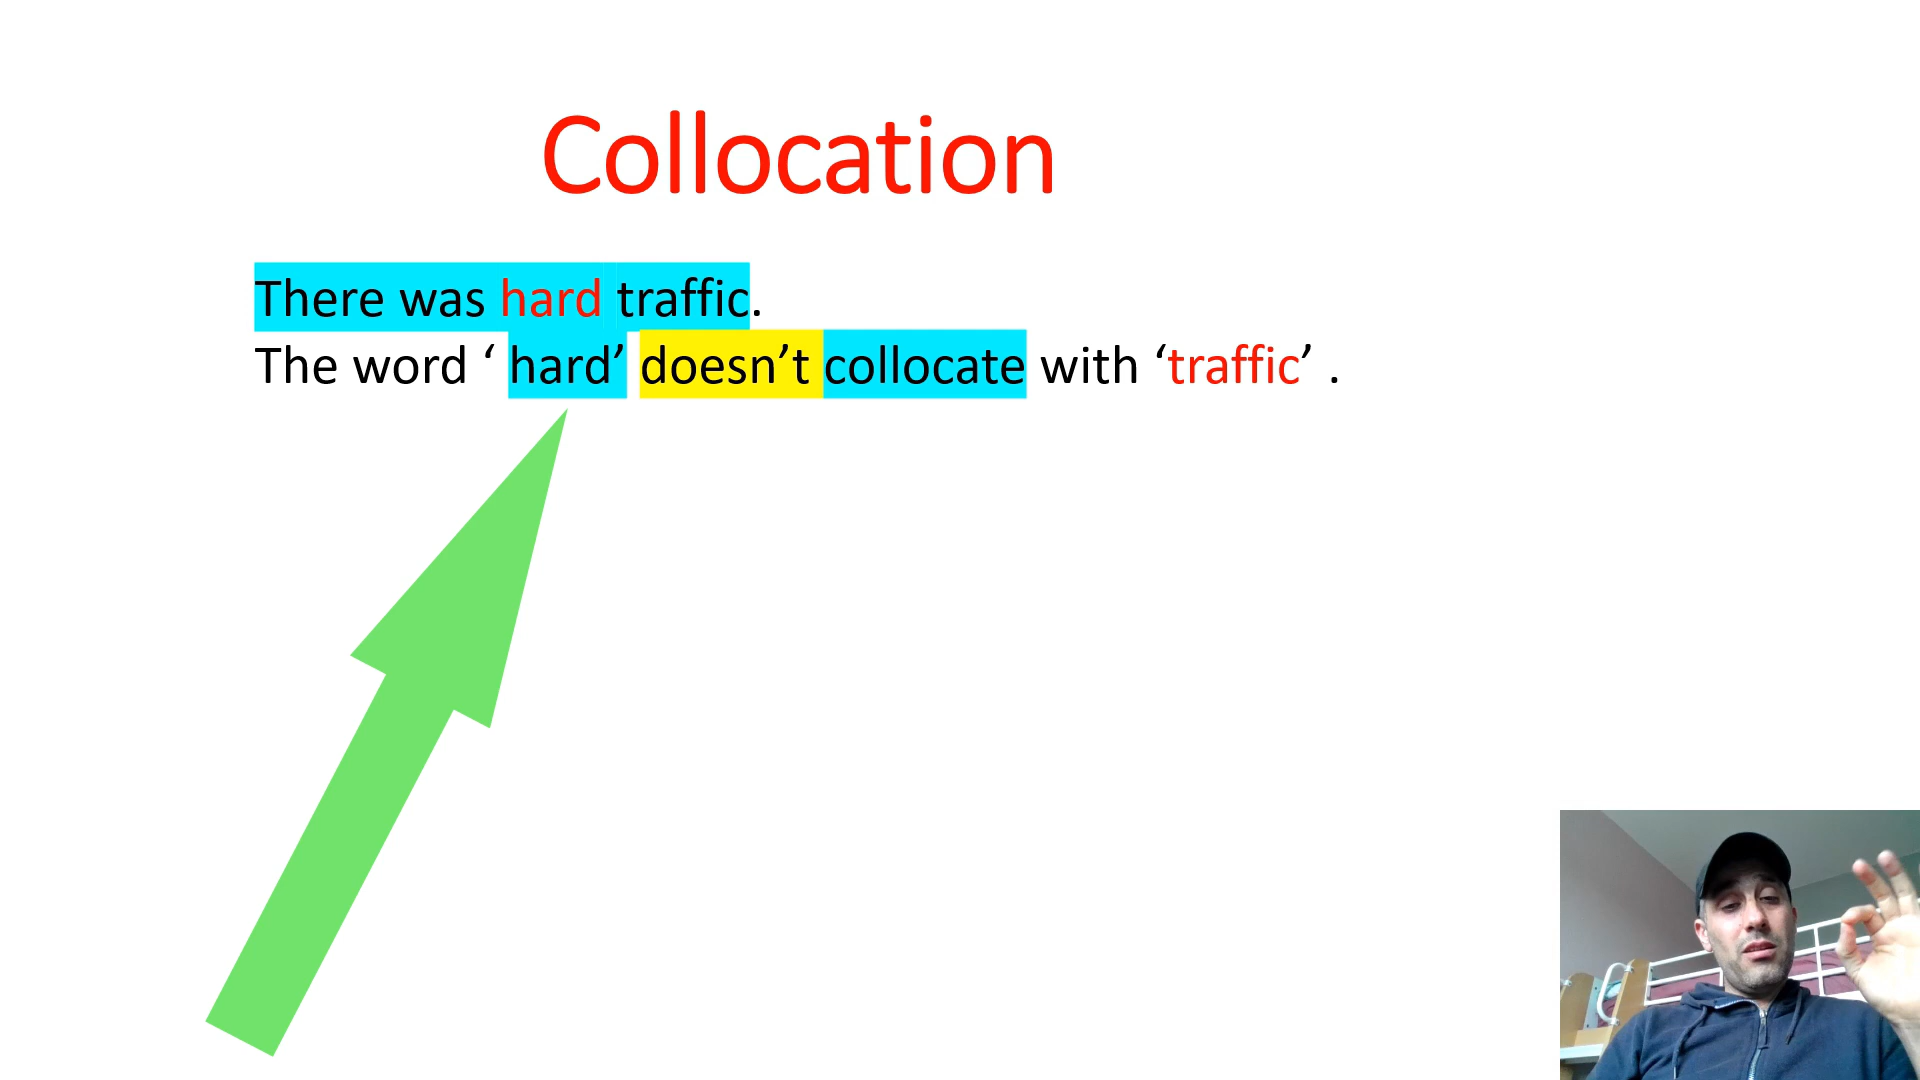 Collocation
There was hard traffic.
The word ‘ hard’ doesn’t collocate with ‘traffic’ .